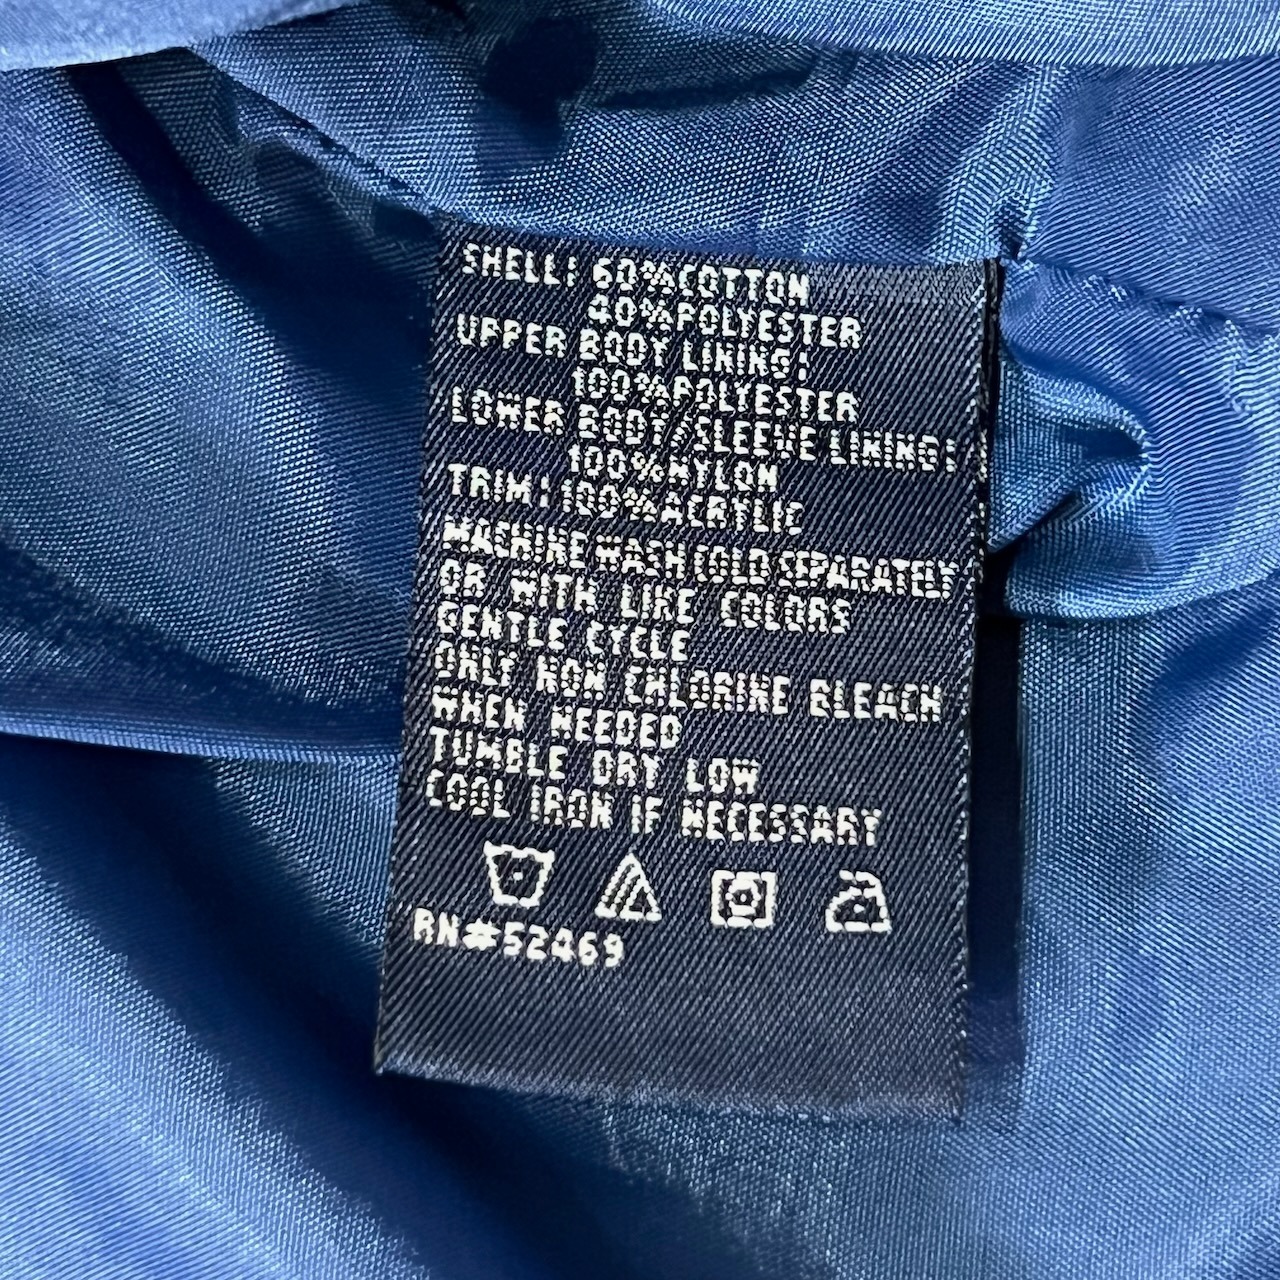 SHELL: 60%COTTON
40%POLYESTER
UPPER BODY LINING:
100%POLYESTER
LOWER BODY/SLEEVE LINING:
100%NYLON
TRIM: 100%ACRYLIC
MACHINE WASH COLD SEPARATELY
OR WITH LIKE COLORS
GENTLE CYCLE
ONLY NON CHLORINE BLEACH
WHEN NEEDED
TUMBLE DRY LOW
COOL IRON IF NECESSARY
RN#52469